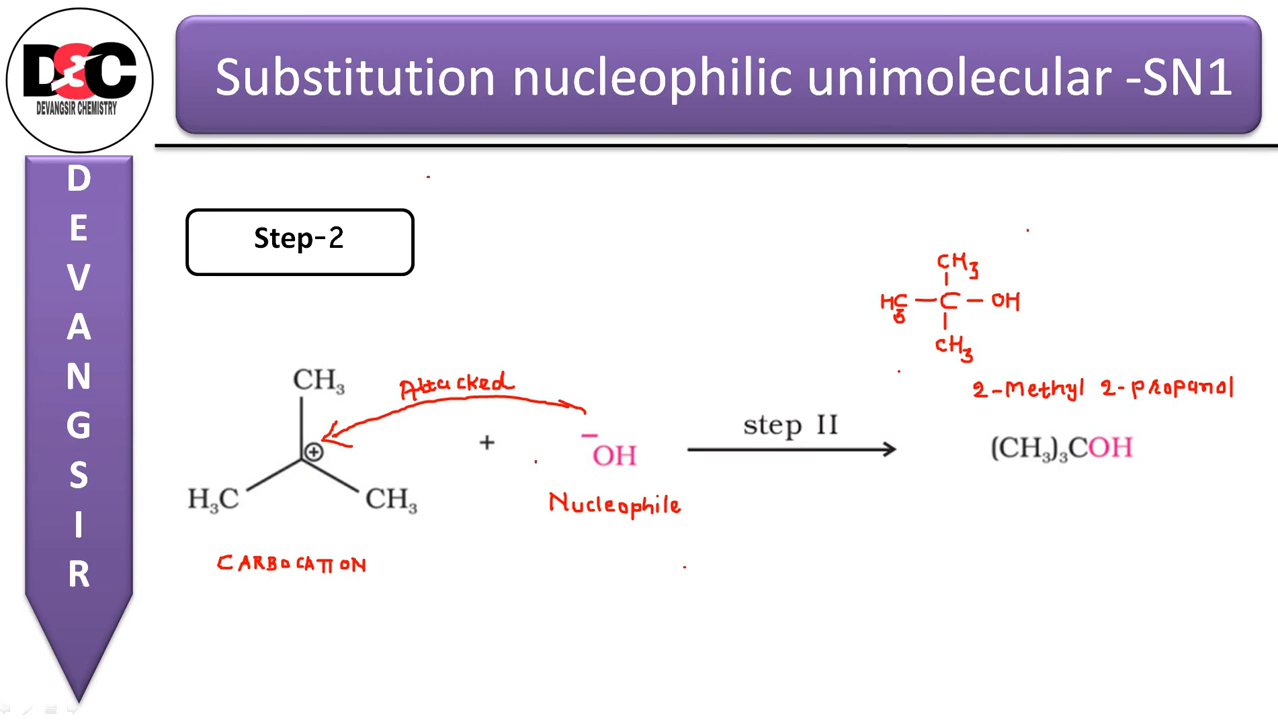 DSC
DEVANGSIR CHEMISTRY
Substitution nucleophilic unimolecular -SN1
D
E
V
A
N
G
S
I
R
Step-2
CH₃
H₃C — C — OH
CH₃
2-Methyl 2-propanol
CH₃
Attacked
⊕
+
⁻OH
step II
(CH₃)₃COH
H₃C
CH₃
Nucleophile
CARBOCATION